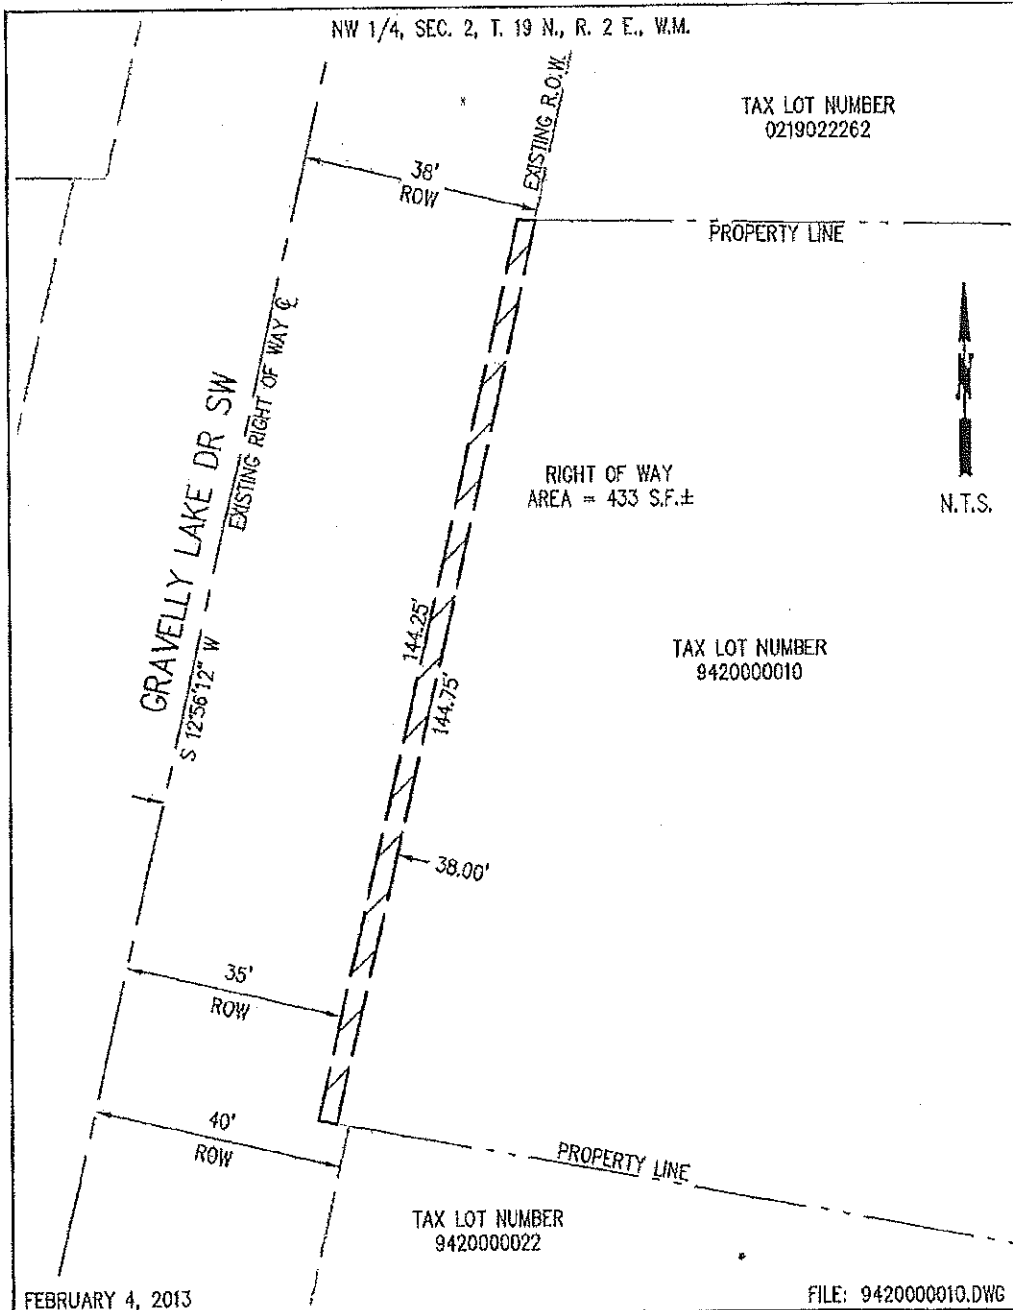 NW 1/4, SEC. 2, T. 19 N., R. 2 E., W.M.
TAX LOT NUMBER
0219022262
EXISTING R.O.W.
38'
ROW
PROPERTY LINE
EXISTING RIGHT OF WAY ℄
GRAVELLY LAKE DR SW
S 12°56'12" W
N
N.T.S.
RIGHT OF WAY
AREA = 433 S.F.±
144.25'
144.75'
TAX LOT NUMBER
9420000010
38.00'
35'
ROW
40'
ROW
PROPERTY LINE
TAX LOT NUMBER
9420000022
FEBRUARY 4, 2013
FILE: 9420000010.DWG